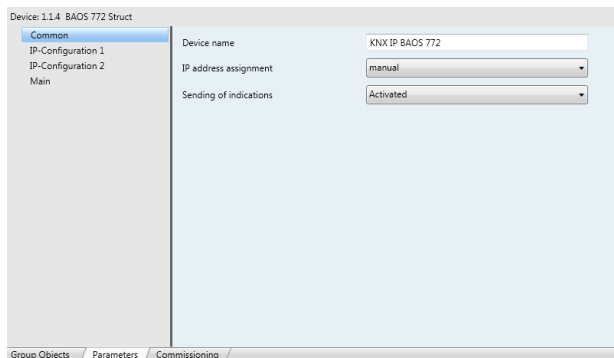 Device: 1.1.4 BAOS 772 Struct
Common
IP-Configuration 1
IP-Configuration 2
Main
Device name KNX IP BAOS 772
IP address assignment manual
Sending of indications Activated
Group Objects Parameters Commissioning